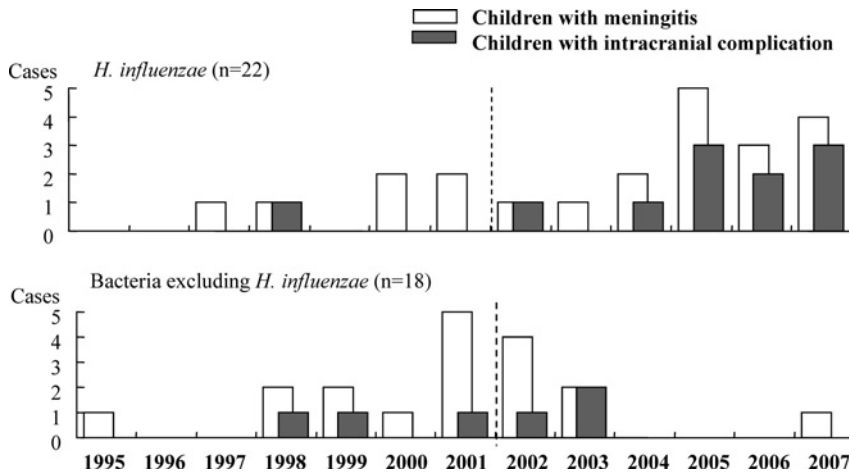 Children with meningitis
Children with intracranial complication
Cases
H. influenzae (n=22)
5
4
3
2
1
0
Bacteria excluding H. influenzae (n=18)
Cases
5
4
3
2
1
0
1995 1996 1997 1998 1999 2000 2001 2002 2003 2004 2005 2006 2007